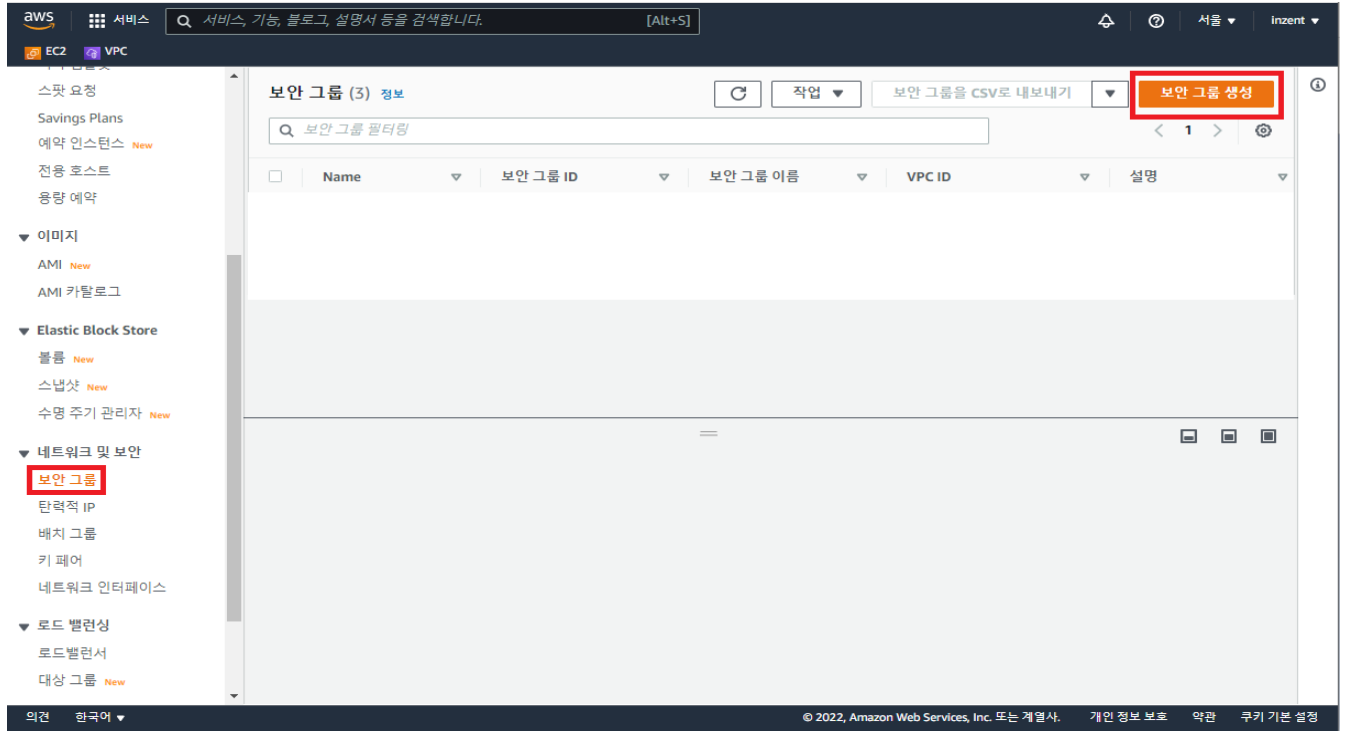 aws
서비스
서비스, 기능, 블로그, 설명서 등을 검색합니다.
[Alt+S]
서울 ▼
inzent ▼
EC2
VPC
스팟 요청
Savings Plans
예약 인스턴스 New
전용 호스트
용량 예약
▼ 이미지
AMI New
AMI 카탈로그
▼ Elastic Block Store
볼륨 New
스냅샷 New
수명 주기 관리자 New
▼ 네트워크 및 보안
보안 그룹
탄력적 IP
배치 그룹
키 페어
네트워크 인터페이스
▼ 로드 밸런싱
로드밸런서
대상 그룹 New
보안 그룹 (3) 정보
작업 ▼
보안 그룹을 CSV로 내보내기 ▼
보안 그룹 생성
보안 그룹 필터링
< 1 >
Name
보안 그룹 ID
보안 그룹 이름
VPC ID
설명
의견
한국어 ▼
© 2022, Amazon Web Services, Inc. 또는 계열사.
개인 정보 보호
약관
쿠키 기본 설정